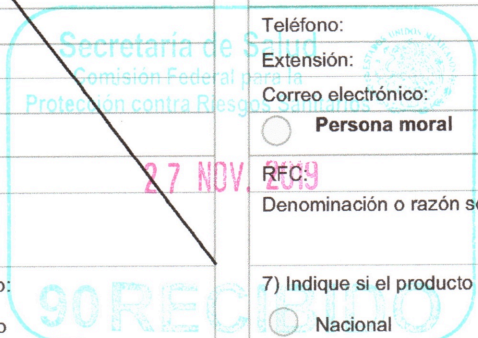 Teléfono:
Secretaría de Salud
Extensión:
Comisión Federal para la
Correo electrónico:
Protección contra Riesgos Sanitarios
Persona moral
27 NOV. 2019
RFC:
Denominación o razón
7) Indique si el producto
90 RECIBIDO
Nacional